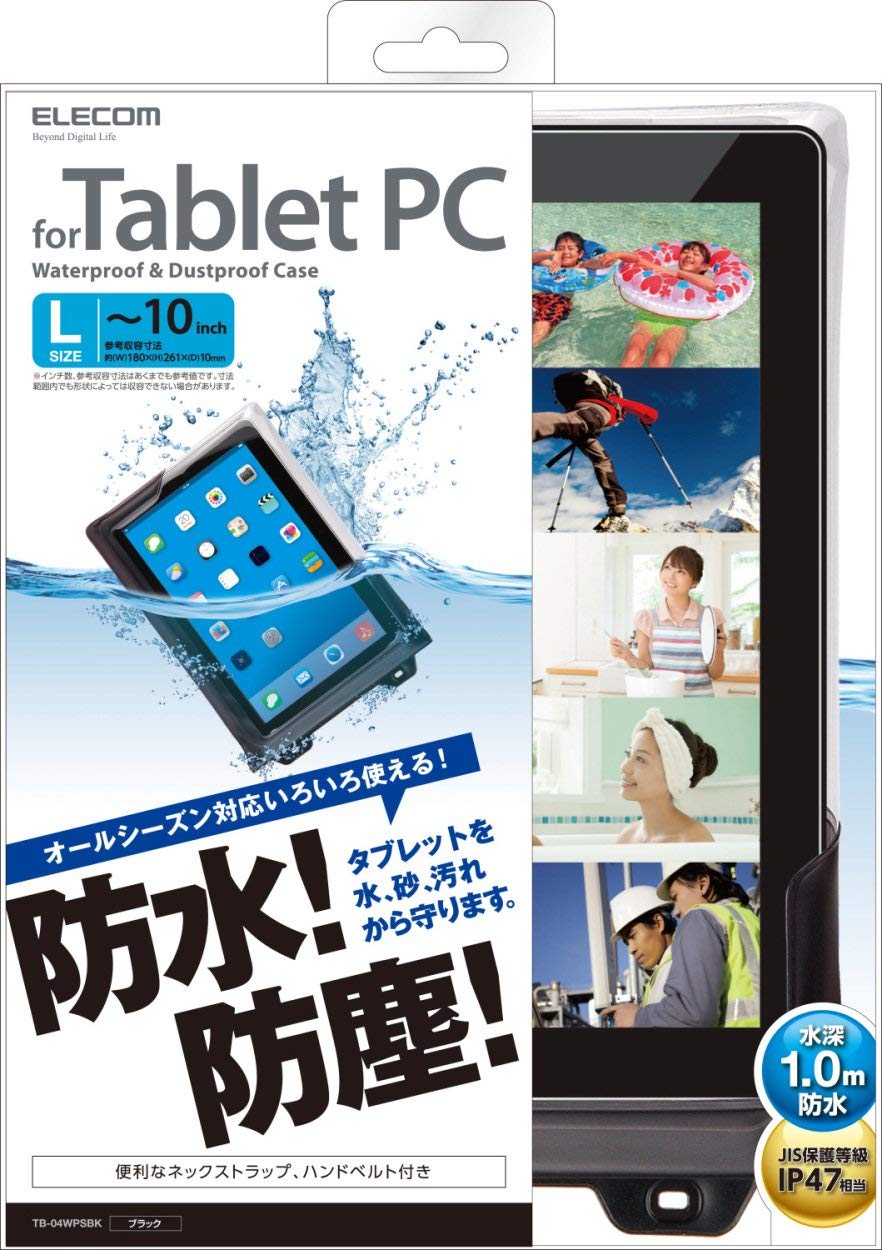 ELECOM
Beyond Digital Life
for Tablet PC
Waterproof & Dustproof Case
L
SIZE
～10 inch
参考収容寸法
約(W)180×(H)261×(D)10mm
※インチ数、参考収容寸法はあくまでも参考値です。寸法
範囲内でも形状によっては収容できない場合があります。
オールシーズン対応いろいろ使える！
防水！
タブレットを
水、砂、汚れ
から守ります。
防塵！
便利なネックストラップ、ハンドベルト付き
TB-04WPSBK
ブラック
水深
1.0m
防水
JIS保護等級
IP47相当